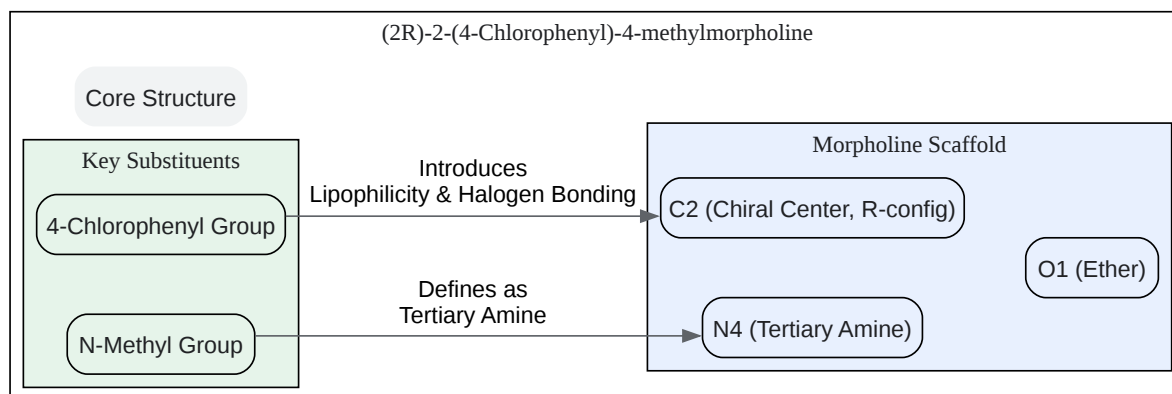 (2R)-2-(4-Chlorophenyl)-4-methylmorpholine
Core Structure
Key Substituents
4-Chlorophenyl Group
N-Methyl Group
Introduces
Lipophilicity & Halogen Bonding
Defines as
Tertiary Amine
Morpholine Scaffold
C2 (Chiral Center, R-config)
O1 (Ether)
N4 (Tertiary Amine)